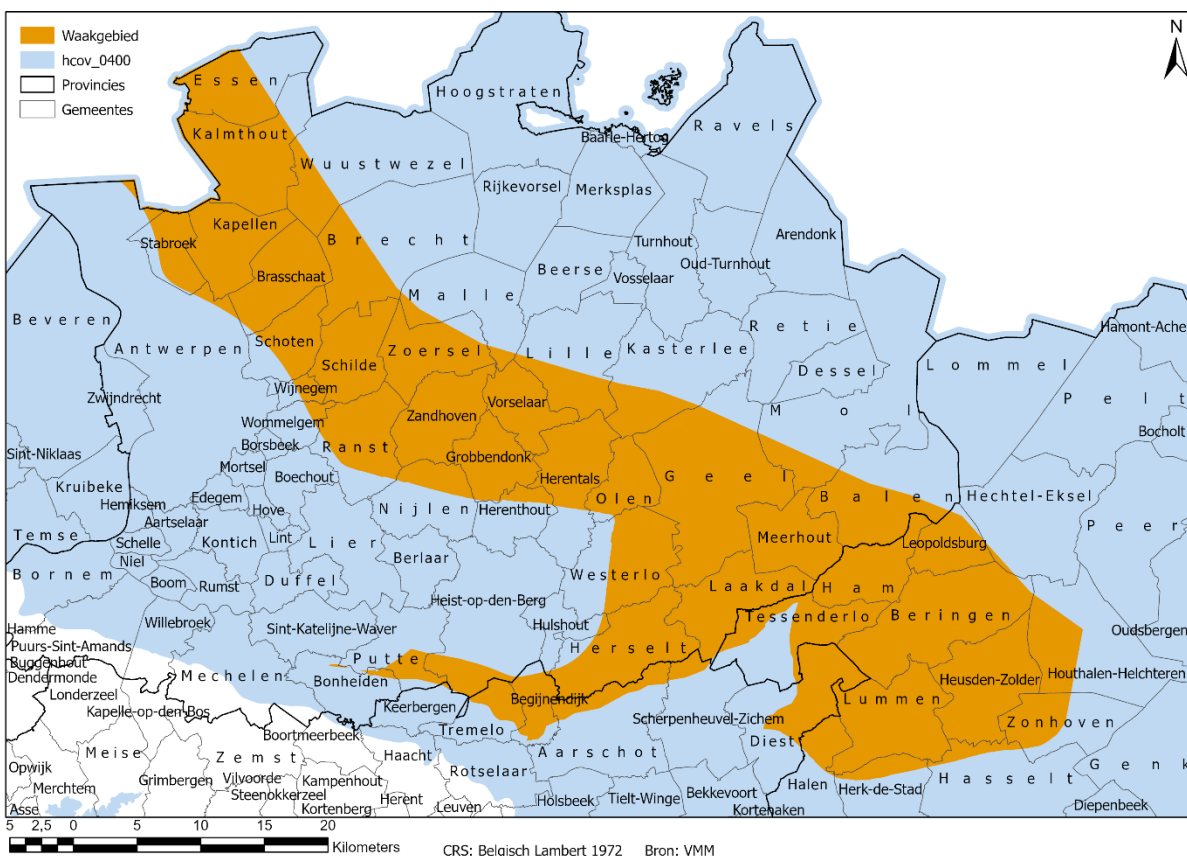 Waakgebied
hcov_0400
Provincies
Gemeentes
N
Essen
Hoogstraten
Ravels
Kalmthout
Baarle-Hertog
Wuustwezel
Rijkevorsel
Merksplas
Kapellen
Stabroek
Brecht
Turnhout
Arendonk
Brasschaat
Beerse
Vosselaar
Oud-Turnhout
Malle
Beveren
Antwerpen
Schoten
Zoersel
Lille
Kasterlee
Retie
Hamont-Achel
Schilde
Dessel
Lommel
Zwijndrecht
Wijnegem
Vorselaar
Pelt
Wommelgem
Zandhoven
Mol
Bocholt
Borsbeek
Ranst
Sint-Niklaas
Mortsel
Grobbendonk
Boechout
Herentals
Geel
Kruibeke
Edegem
Olen
Balen
Hechtel-Eksel
Hemiksem
Hove
Nijlen
Herenthout
Aartselaar
Peer
Temse
Schelle
Kontich
Lint
Lier
Meerhout
Leopoldsburg
Niel
Berlaar
Bornem
Boom
Rumst
Duffel
Westerlo
Laakdal
Ham
Heist-op-den-Berg
Willebroek
Sint-Katelijne-Waver
Hulshout
Tessenderlo
Beringen
Hamme
Oudsbergen
Puurs-Sint-Amands
Herselt
Buggenhout
Putte
Dendermonde
Mechelen
Bonheiden
Heusden-Zolder
Houthalen-Helchteren
Londerzeel
Begijnendijk
Lummen
Kapelle-op-den-Bos
Keerbergen
Scherpenheuvel-Zichem
Zonhoven
Boortmeerbeek
Tremelo
Diest
Meise
Zemst
Haacht
Aarschot
Opwijk
Grimbergen
Vilvoorde
Kampenhout
Rotselaar
Genk
Merchtem
Steenokkerzeel
Herent
Holsbeek
Tielt-Winge
Bekkevoort
Halen
Herk-de-Stad
Hasselt
Asse
Kortenberg
Leuven
Kortenaken
Diepenbeek
5 2,5 0 5 10 15 20
Kilometers
CRS: Belgisch Lambert 1972 Bron: VMM